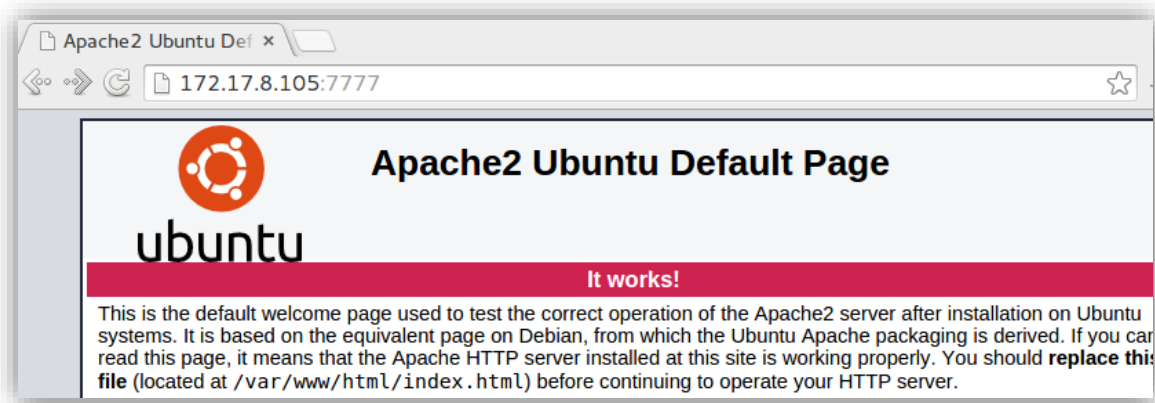 Apache2 Ubuntu Def
172.17.8.105:7777
Apache2 Ubuntu Default Page
ubuntu
It works!
This is the default welcome page used to test the correct operation of the Apache2 server after installation on Ubuntu
systems. It is based on the equivalent page on Debian, from which the Ubuntu Apache packaging is derived. If you can
read this page, it means that the Apache HTTP server installed at this site is working properly. You should replace this
file (located at /var/www/html/index.html) before continuing to operate your HTTP server.